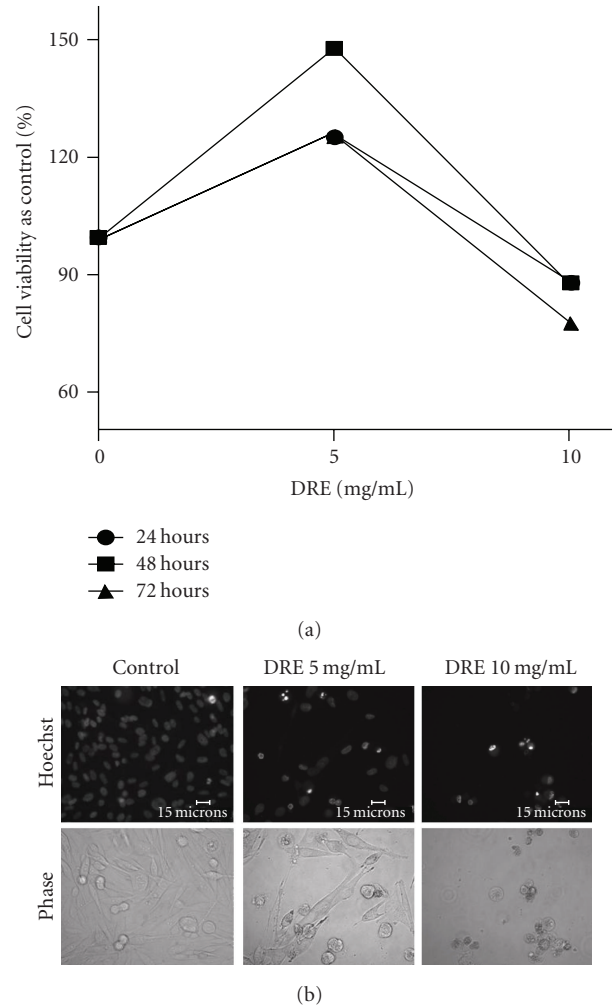 150
120
90
60
Cell viability as control (%)
0
5
10
DRE (mg/mL)
24 hours
48 hours
72 hours
(a)
Control
DRE 5 mg/mL
DRE 10 mg/mL
Hoechst
15 microns
15 microns
15 microns
Phase
(b)